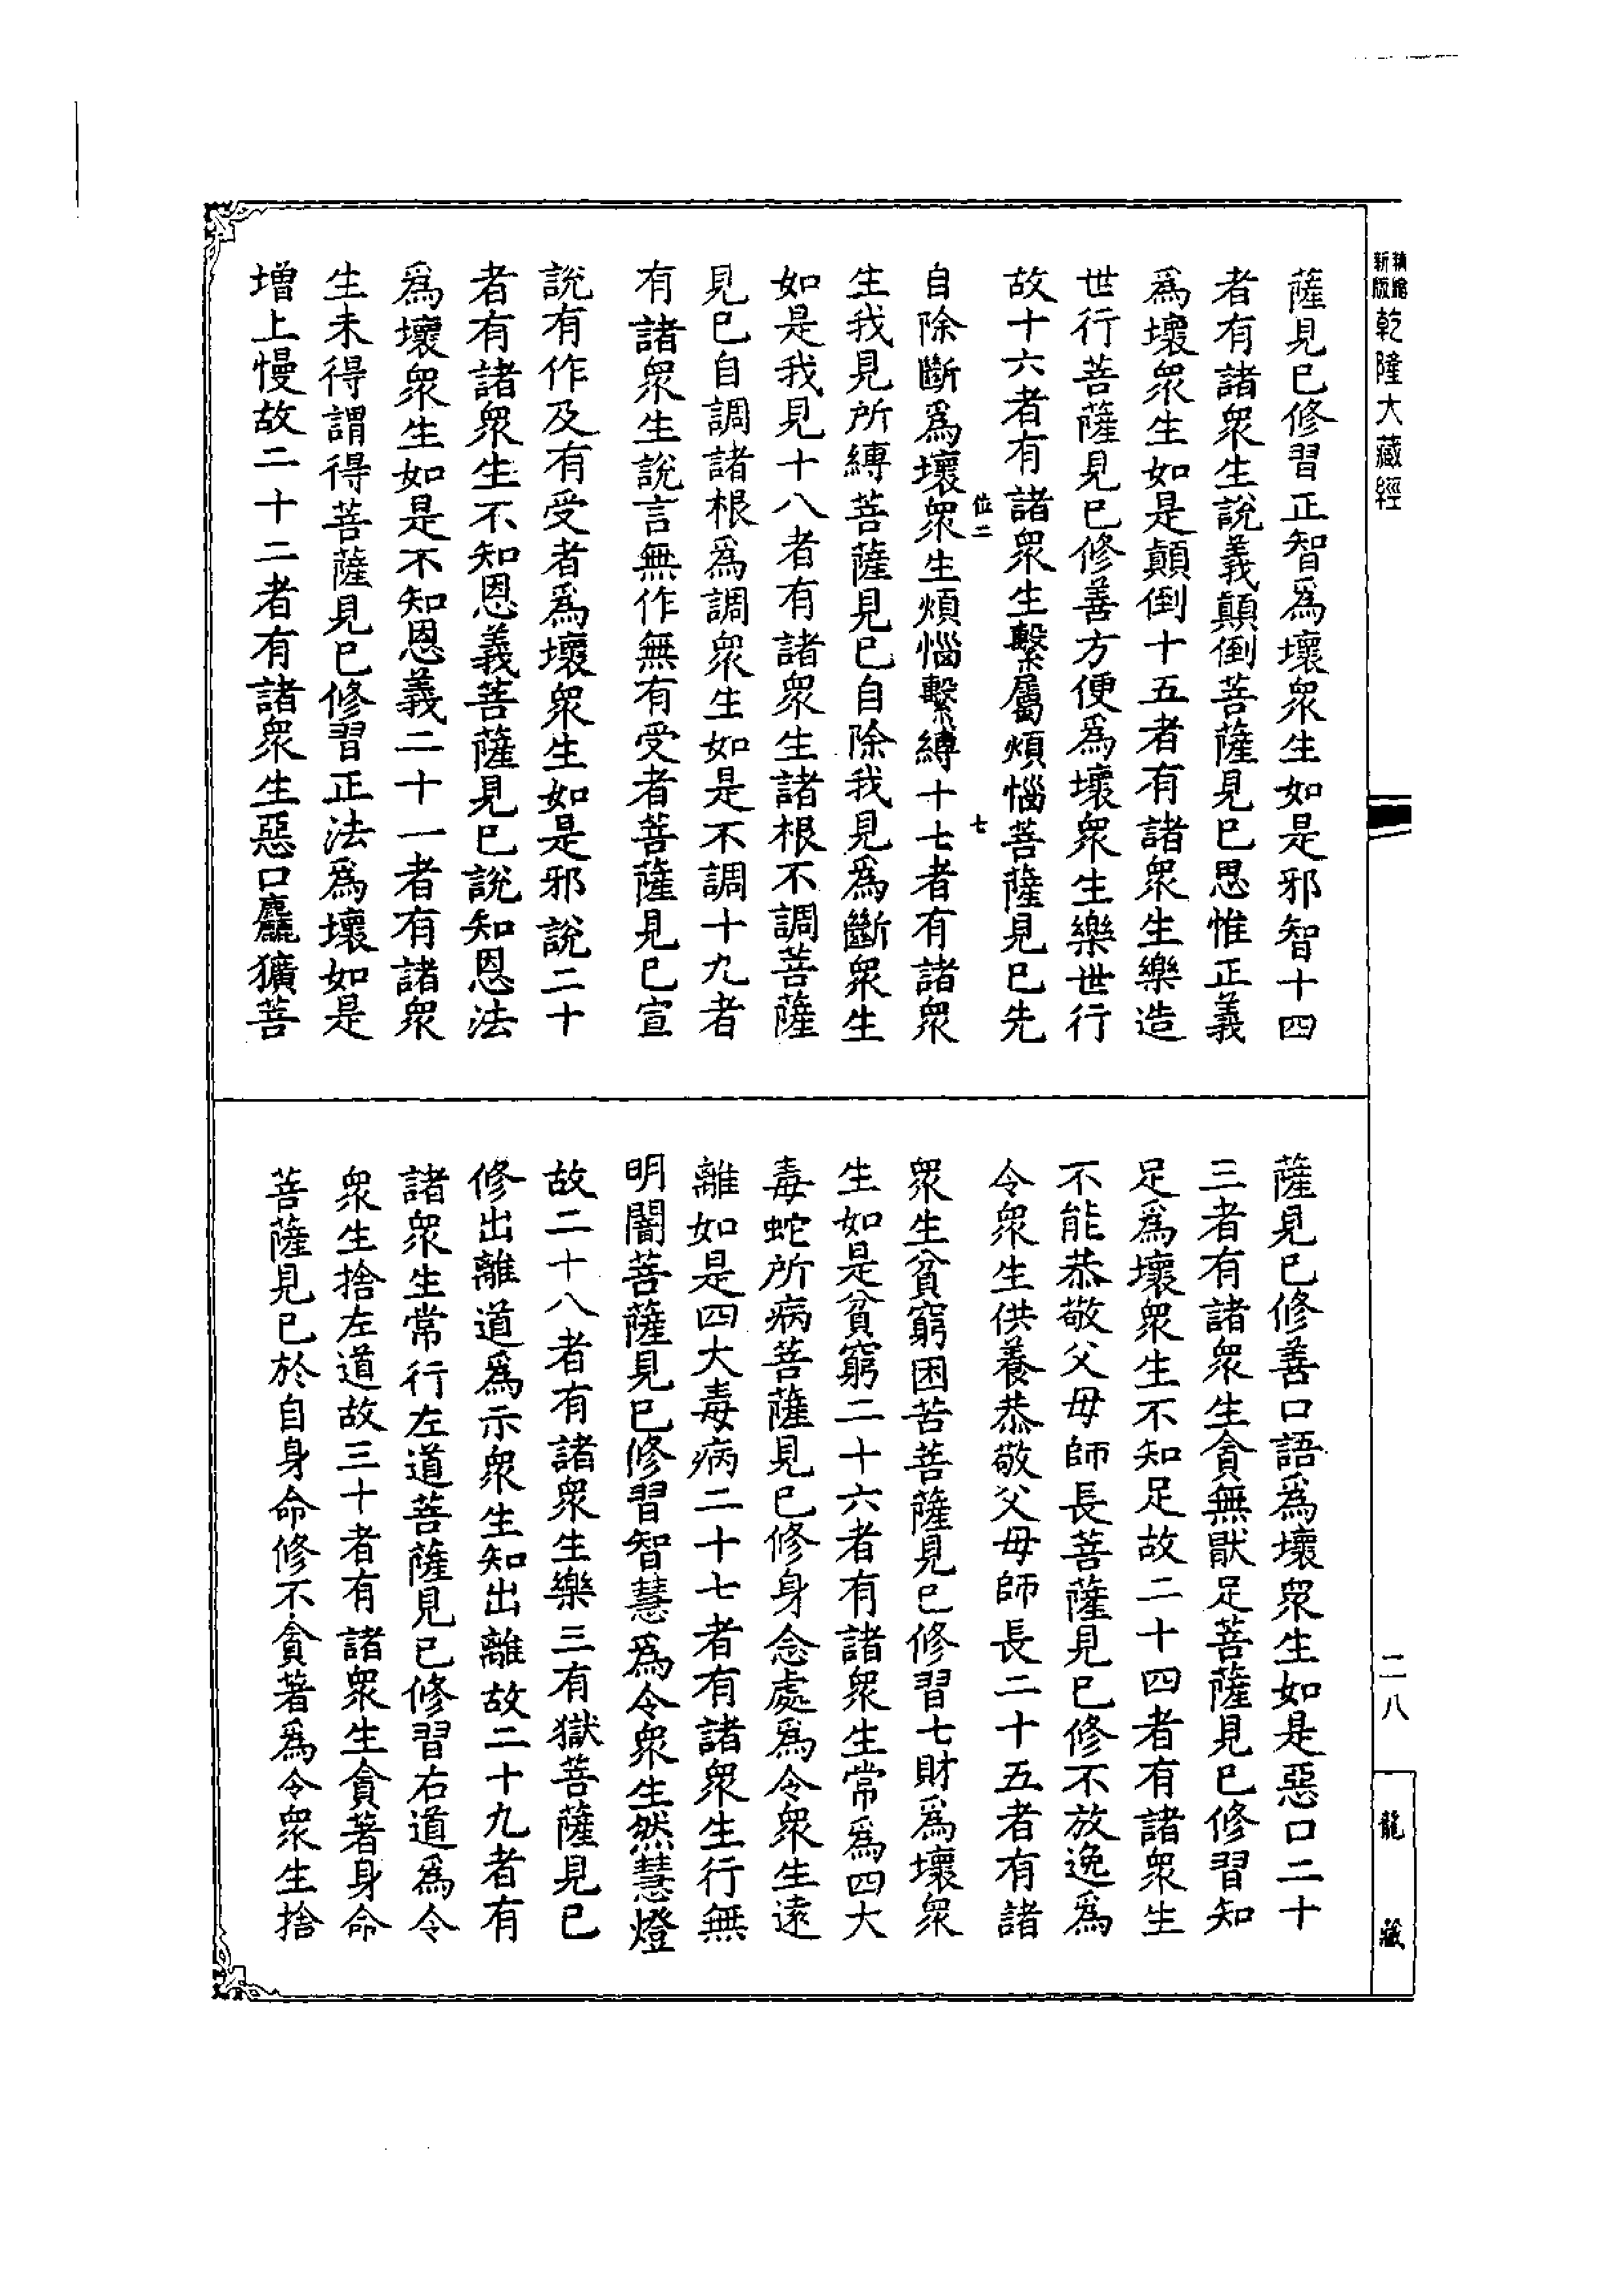 新版精縮乾隆大藏經
薩見已修習正智爲壞衆生如是邪智十四
者有諸衆生說義顛倒菩薩見已思惟正義
爲壞衆生如是顛倒十五者有諸衆生樂造
世行菩薩見已修善方便爲壞衆生樂世行
故十六者有諸衆生繫屬煩惱菩薩見已先
位二 七
自除斷爲壞衆生煩惱繫縛十七者有諸衆
生我見所縛菩薩見已自除我見爲斷衆生
如是我見十八者有諸衆生諸根不調菩薩
見已自調諸根爲調衆生如是不調十九者
有諸衆生說言無作無有受者菩薩見已宣
說有作及有受者爲壞衆生如是邪說二十
者有諸衆生不知恩義菩薩見已說知恩法
爲壞衆生如是不知恩義二十一者有諸衆
生未得謂得菩薩見已修習正法爲壞如是
增上慢故二十二者有諸衆生惡口麤獷菩
薩見已修善口語爲壞衆生如是惡口二十
三者有諸衆生貪無猒足菩薩見已修習知
足爲壞衆生不知足故二十四者有諸衆生
不能恭敬父母師長菩薩見已修不放逸爲
令衆生供養恭敬父母師長二十五者有諸
衆生貧窮困苦菩薩見已修習七財爲壞衆
生如是貧窮二十六者有諸衆生常爲四大
毒蛇所病菩薩見已修身念處爲令衆生遠
離如是四大毒病二十七者有諸衆生行無
明闇菩薩見已修習智慧爲令衆生然慧燈
故二十八者有諸衆生樂三有獄菩薩見已
修出離道爲示衆生知出離故二十九者有
諸衆生常行左道菩薩見已修習右道爲令
衆生捨左道故三十者有諸衆生貪著身命
菩薩見已於自身命修不貪著爲令衆生捨
二八
龍藏